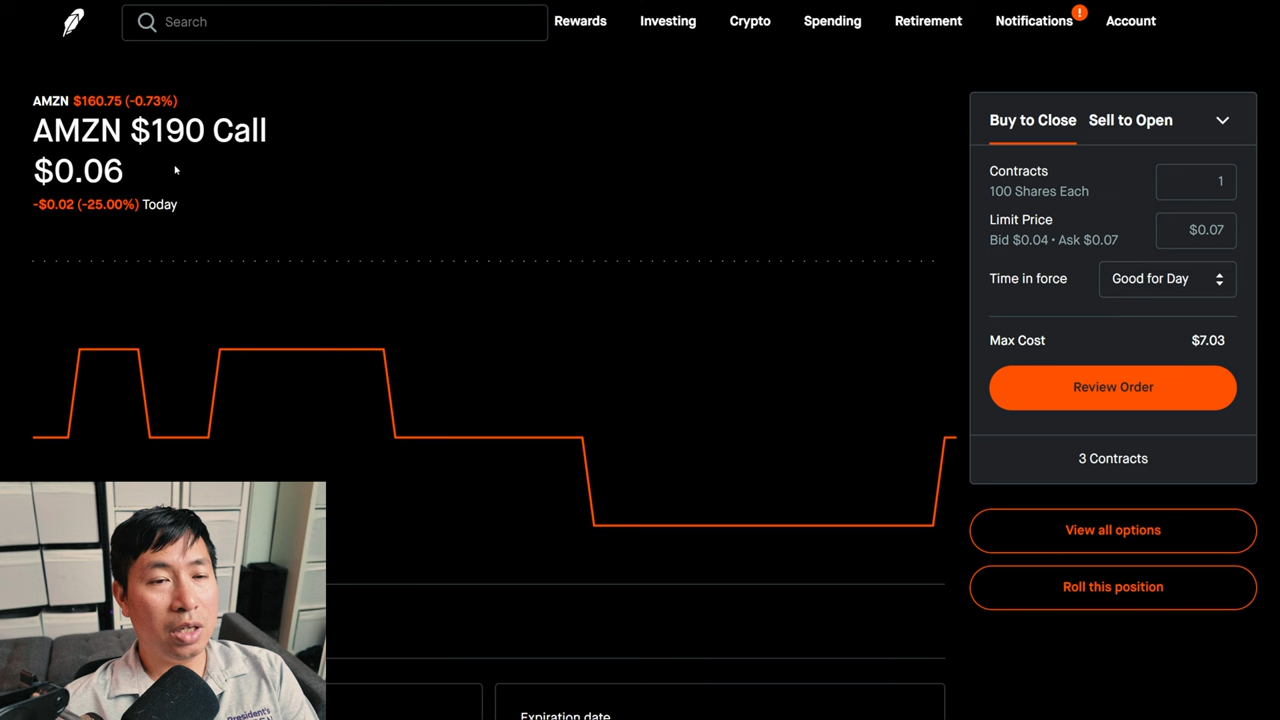 Search
Rewards
Investing
Crypto
Spending
Retirement
Notifications
!
Account
AMZN $160.75 (-0.73%)
AMZN $190 Call
$0.06
-$0.02 (-25.00%) Today
Buy to Close
Sell to Open
Contracts
100 Shares Each
1
Limit Price
Bid $0.04 • Ask $0.07
$0.07
Time in force
Good for Day
Max Cost
$7.03
Review Order
3 Contracts
View all options
Roll this position
President's
Expiration date